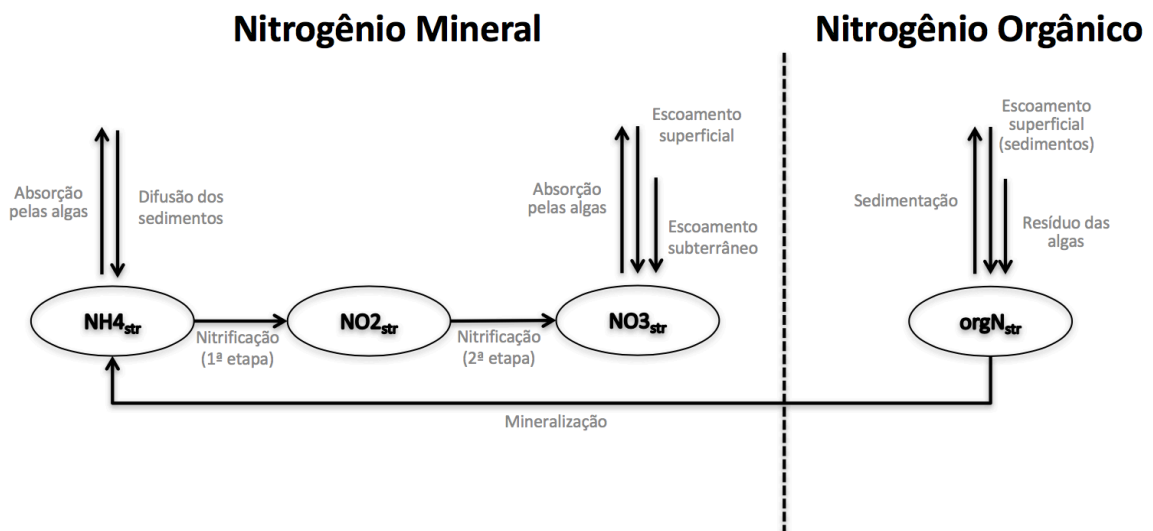 Nitrogênio Mineral
Nitrogênio Orgânico
Absorção
pelas algas
Difusão dos
sedimentos
Escoamento
superficial
Absorção
pelas algas
Escoamento
subterrâneo
Escoamento
superficial
(sedimentos)
Sedimentação
Resíduo das
algas
NH4str
Nitrificação
(1ª etapa)
NO2str
Nitrificação
(2ª etapa)
NO3str
orgNstr
Mineralização